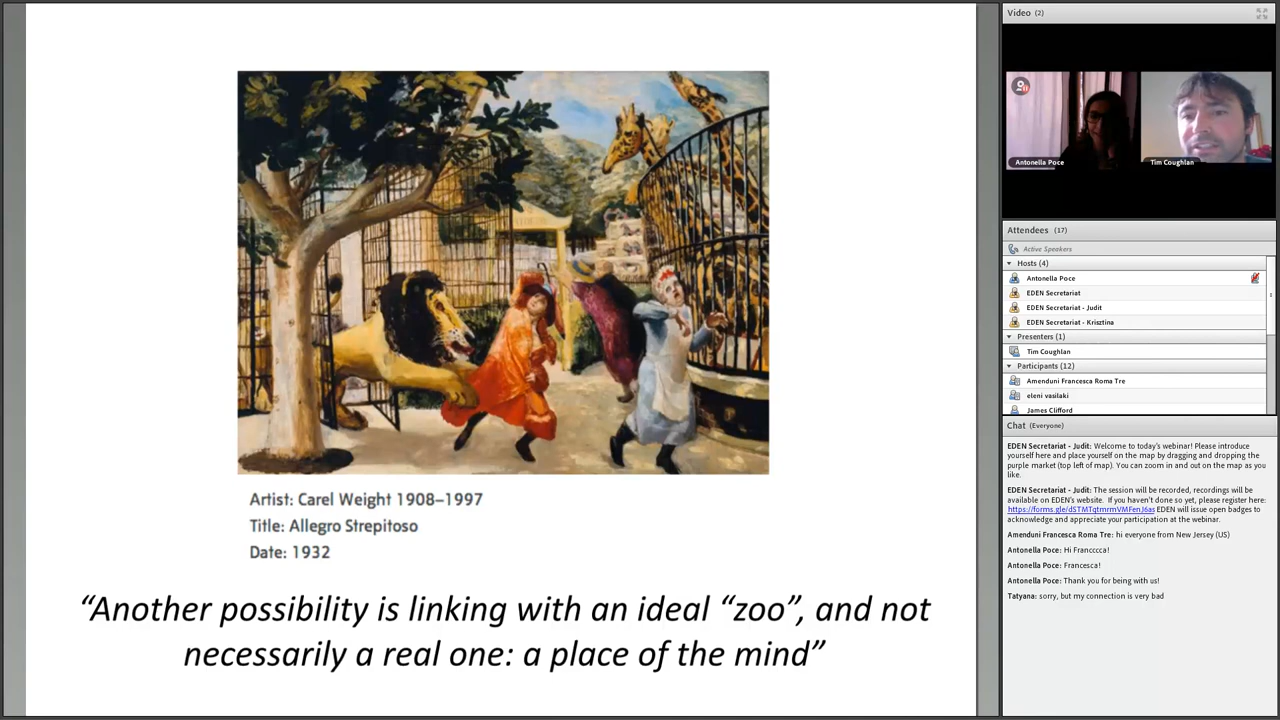 Artist: Carel Weight 1908–1997
Title: Allegro Strepitoso
Date: 1932
“Another possibility is linking with an ideal “zoo”, and not
necessarily a real one: a place of the mind”
Video (2)
Antonella Poce
Tim Coughlan
Attendees (17)
Active Speakers
Hosts (4)
Antonella Poce
EDEN Secretariat
EDEN Secretariat - Judit
EDEN Secretariat - Krisztina
Presenters (1)
Tim Coughlan
Participants (12)
Amenduni Francesca Roma Tre
eleni vasilaki
James Clifford
Chat (Everyone)
EDEN Secretariat - Judit: Welcome to today's webinar! Please introduce
yourself here and place yourself on the map by dragging and dropping the
purple market (top left of map). You can zoom in and out on the map as you
like.
EDEN Secretariat - Judit: The session will be recorded, recordings will be
available on EDEN's website. If you haven't done so yet, please register here:
EDEN will issue open badges to
acknowledge and appreciate your participation at the webinar.
Amenduni Francesca Roma Tre: hi everyone from New Jersey (US)
Antonella Poce: Hi Franccca!
Antonella Poce: Francesca!
Antonella Poce: Thank you for being with us!
Tatyana: sorry, but my connection is very bad